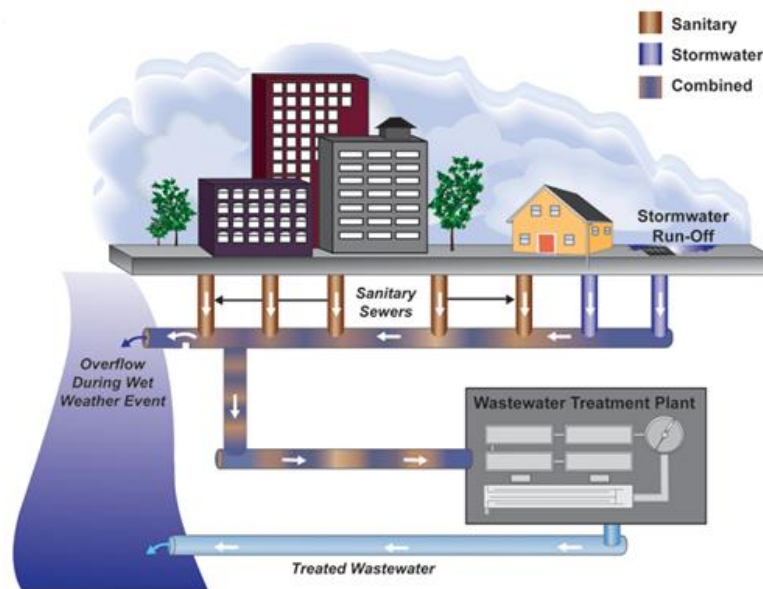 Sanitary
Stormwater
Combined
Stormwater
Run-Off
Sanitary
Sewers
Overflow
During Wet
Weather Event
Wastewater Treatment Plant
Treated Wastewater